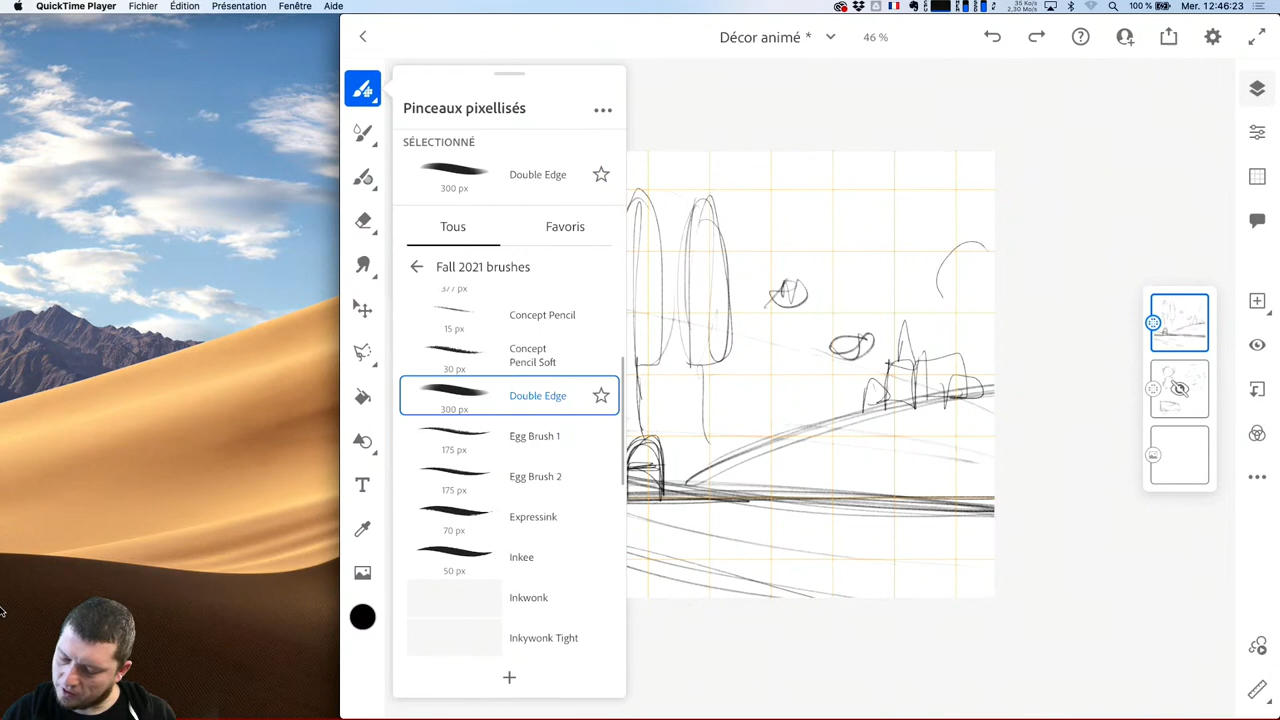 QuickTime Player Fichier Édition Présentation Fenêtre Aide 100 % Mer. 12:46:23
Décor animé * 46 %
Pinceaux pixellisés
SÉLECTIONNÉ
Double Edge
300 px
Tous Favoris
Fall 2021 brushes
377 px
Concept Pencil
15 px
Concept
Pencil Soft
30 px
Double Edge
300 px
Egg Brush 1
175 px
Egg Brush 2
175 px
Expressink
70 px
Inkee
50 px
Inkwonk
Inkywonk Tight